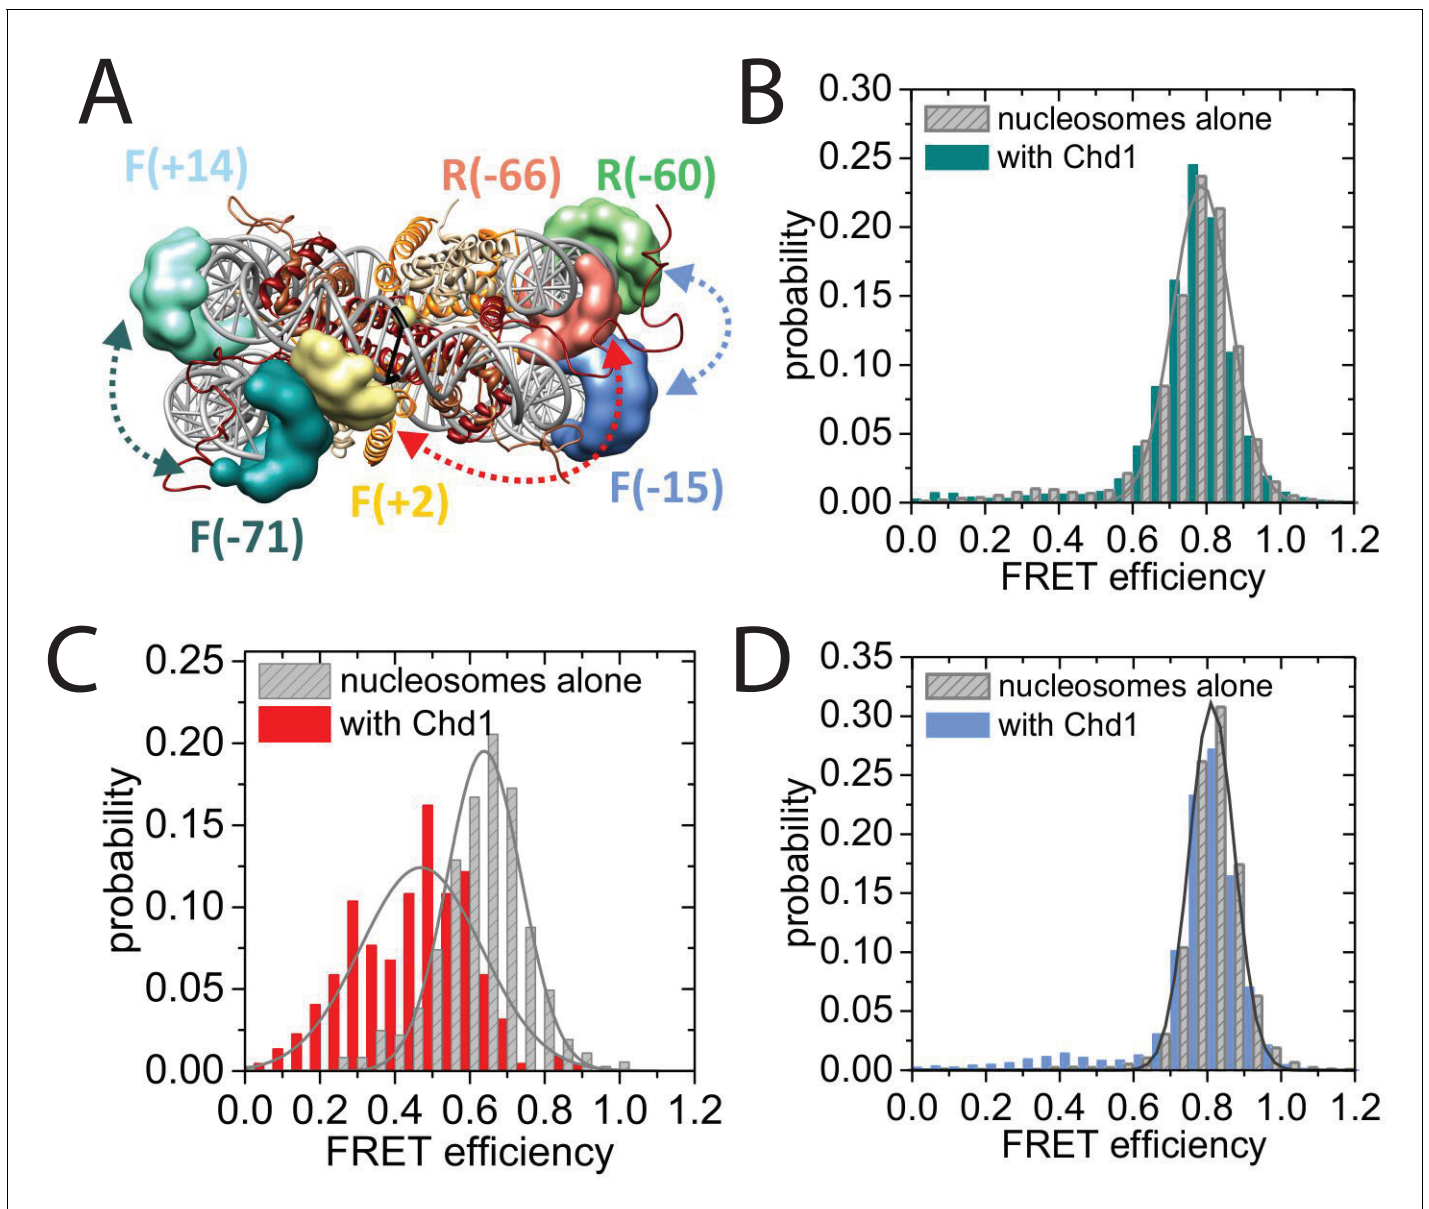 A
F(+14)
R(-66)
R(-60)
F(-15)
F(+2)
F(-71)
B
0.30
0.25
0.20
0.15
0.10
0.05
0.00
probability
nucleosomes alone
with Chd1
0.0 0.2 0.4 0.6 0.8 1.0 1.2
FRET efficiency
C
0.25
0.20
0.15
0.10
0.05
0.00
probability
nucleosomes alone
with Chd1
0.0 0.2 0.4 0.6 0.8 1.0 1.2
FRET efficiency
D
0.35
0.30
0.25
0.20
0.15
0.10
0.05
0.00
probability
nucleosomes alone
with Chd1
0.0 0.2 0.4 0.6 0.8 1.0 1.2
FRET efficiency